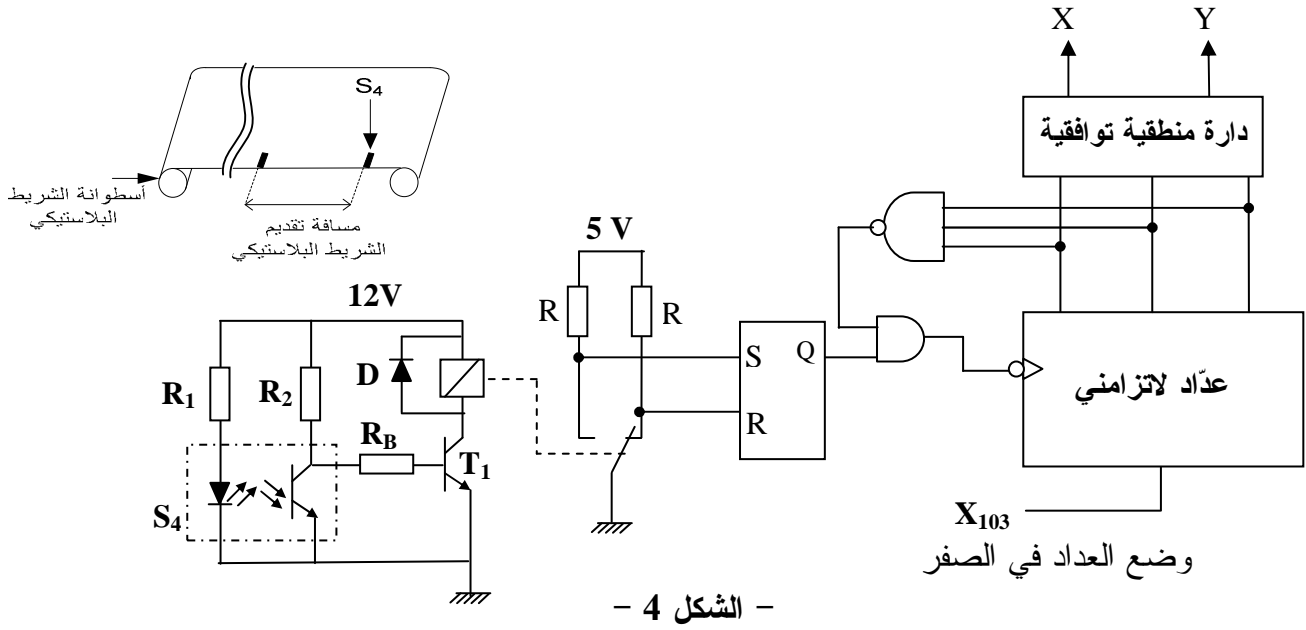 X
Y
دارة منطقية توافقية
S4
أسطوانة الشريط
البلاستيكي
مسافة تقديم
الشريط البلاستيكي
5 V
12V
R
R
D
R1
R2
RB
T1
S4
S
Q
R
عدّاد لاتزامني
X103
وضع العداد في الصفر
- الشكل 4 -